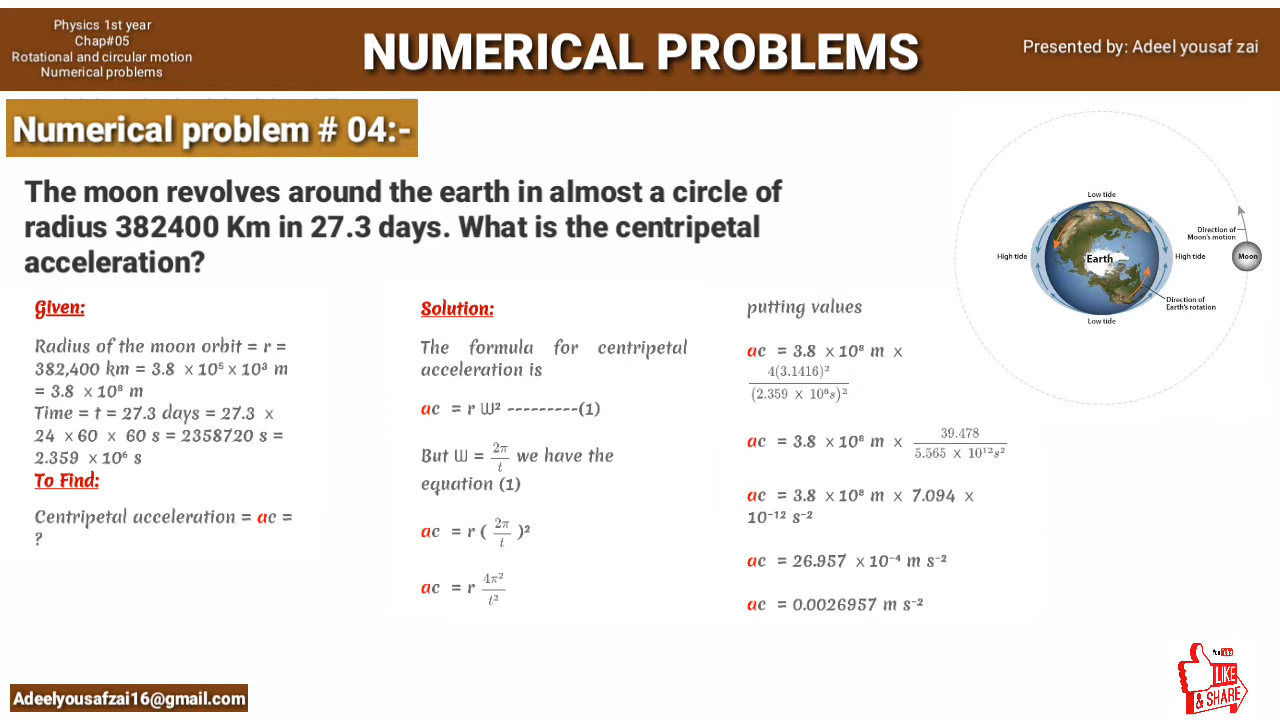 Physics 1st year
Chap#05
Rotational and circular motion
Numerical problems
NUMERICAL PROBLEMS
Presented by: Adeel yousaf zai
Numerical problem # 04:-
The moon revolves around the earth in almost a circle of
radius 382400 Km in 27.3 days. What is the centripetal
acceleration?
Given:
Radius of the moon orbit = r =
382,400 km = 3.8 × 10⁵ × 10³ m
= 3.8 × 10⁸ m
Time = t = 27.3 days = 27.3 ×
24 × 60 × 60 s = 2358720 s =
2.359 × 10⁶ s
To Find:
Centripetal acceleration = ac =
?
Solution:
The formula for centripetal
acceleration is
ac = r W² ---------(1)
But W = 2π/t we have the
equation (1)
ac = r ( 2π/t )²
ac = r 4π²/t²
putting values
ac = 3.8 × 10⁸ m ×
4(3.1416)²/(2.359 × 10⁶s)²
ac = 3.8 × 10⁸ m × 39.478/5.565 × 10¹²s²
ac = 3.8 × 10⁸ m × 7.094 ×
10⁻¹² s⁻²
ac = 26.957 × 10⁻⁴ m s⁻²
ac = 0.0026957 m s⁻²
Low tide
High tide
Earth
High tide
Direction of
Moon's motion
Moon
Direction of
Earth's rotation
Low tide
Adeelyousafzai16@gmail.com
YouTube
LIKE
& SHARE